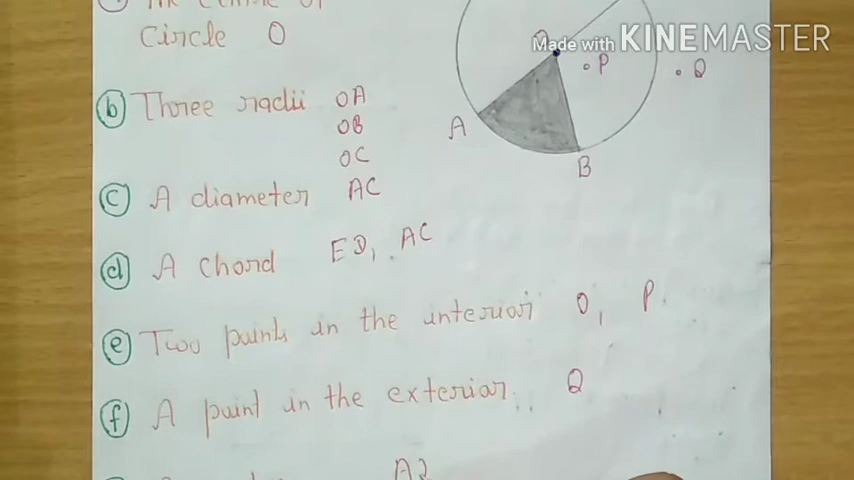 circle O
Made with KINEMASTER
P
Q
ⓑ Three radii OA
OB
OC
A
B
ⓒ A diameter AC
ⓓ A chord ED, AC
ⓔ Two points in the interior O, P.
ⓕ A point in the exterior. Q